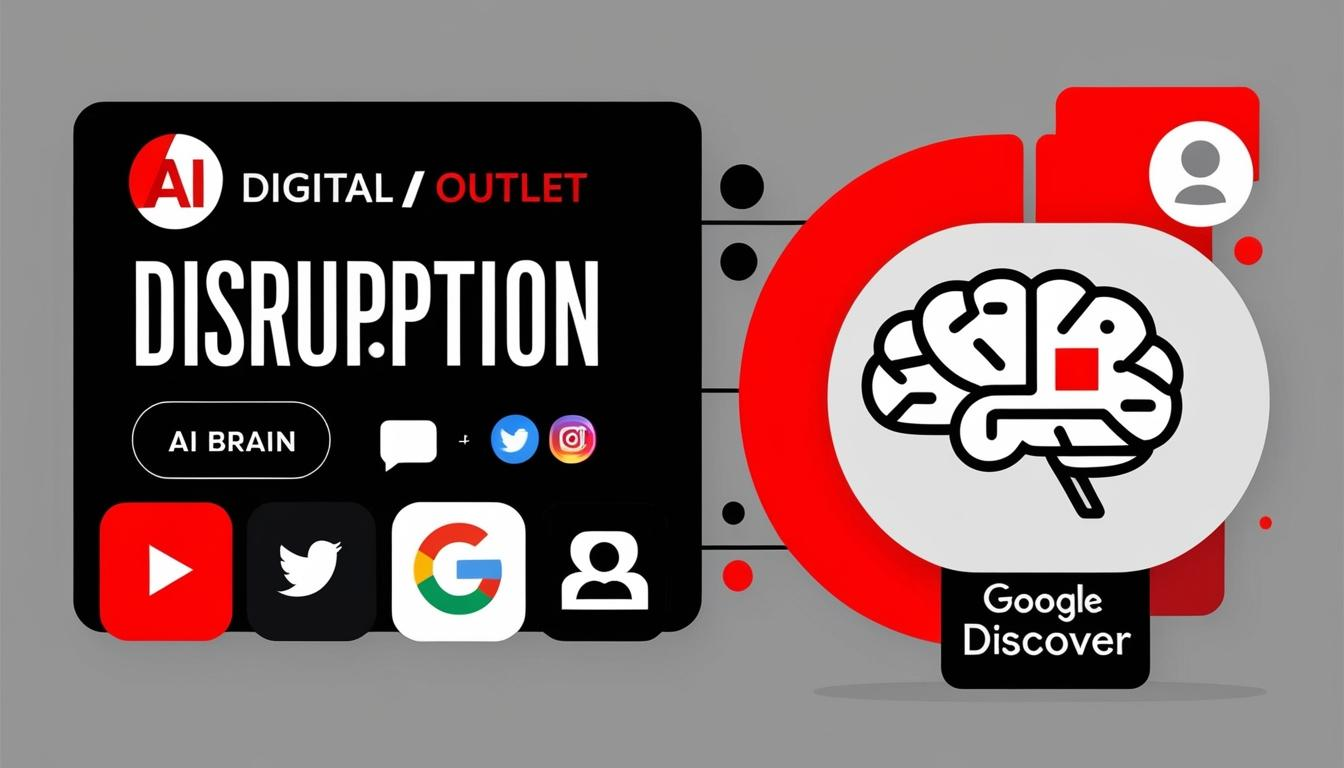 AI DIGITAL / OUTLET
DISRUP.PTION
AI BRAIN
+
Google
Discover